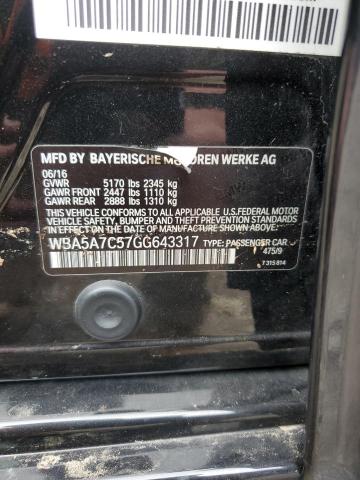 MFD BY BAYERISCHE MOTOREN WERKE AG
06/16
GVWR 5170 lbs 2345 kg
GAWR FRONT 2447 lbs 1110 kg
GAWR REAR 2888 lbs 1310 kg
THIS VEHICLE CONFORMS TO ALL APPLICABLE U.S.FEDERAL MOTOR
VEHICLE SAFETY, BUMPER AND THEFT PREVENTION STANDARDS
IN EFFECT ON THE DATE OF MANUFACTURE SHOWN ABOVE.
WBA5A7C57GG643317 TYPE: PASSENGER CAR
475/9
7 315 814